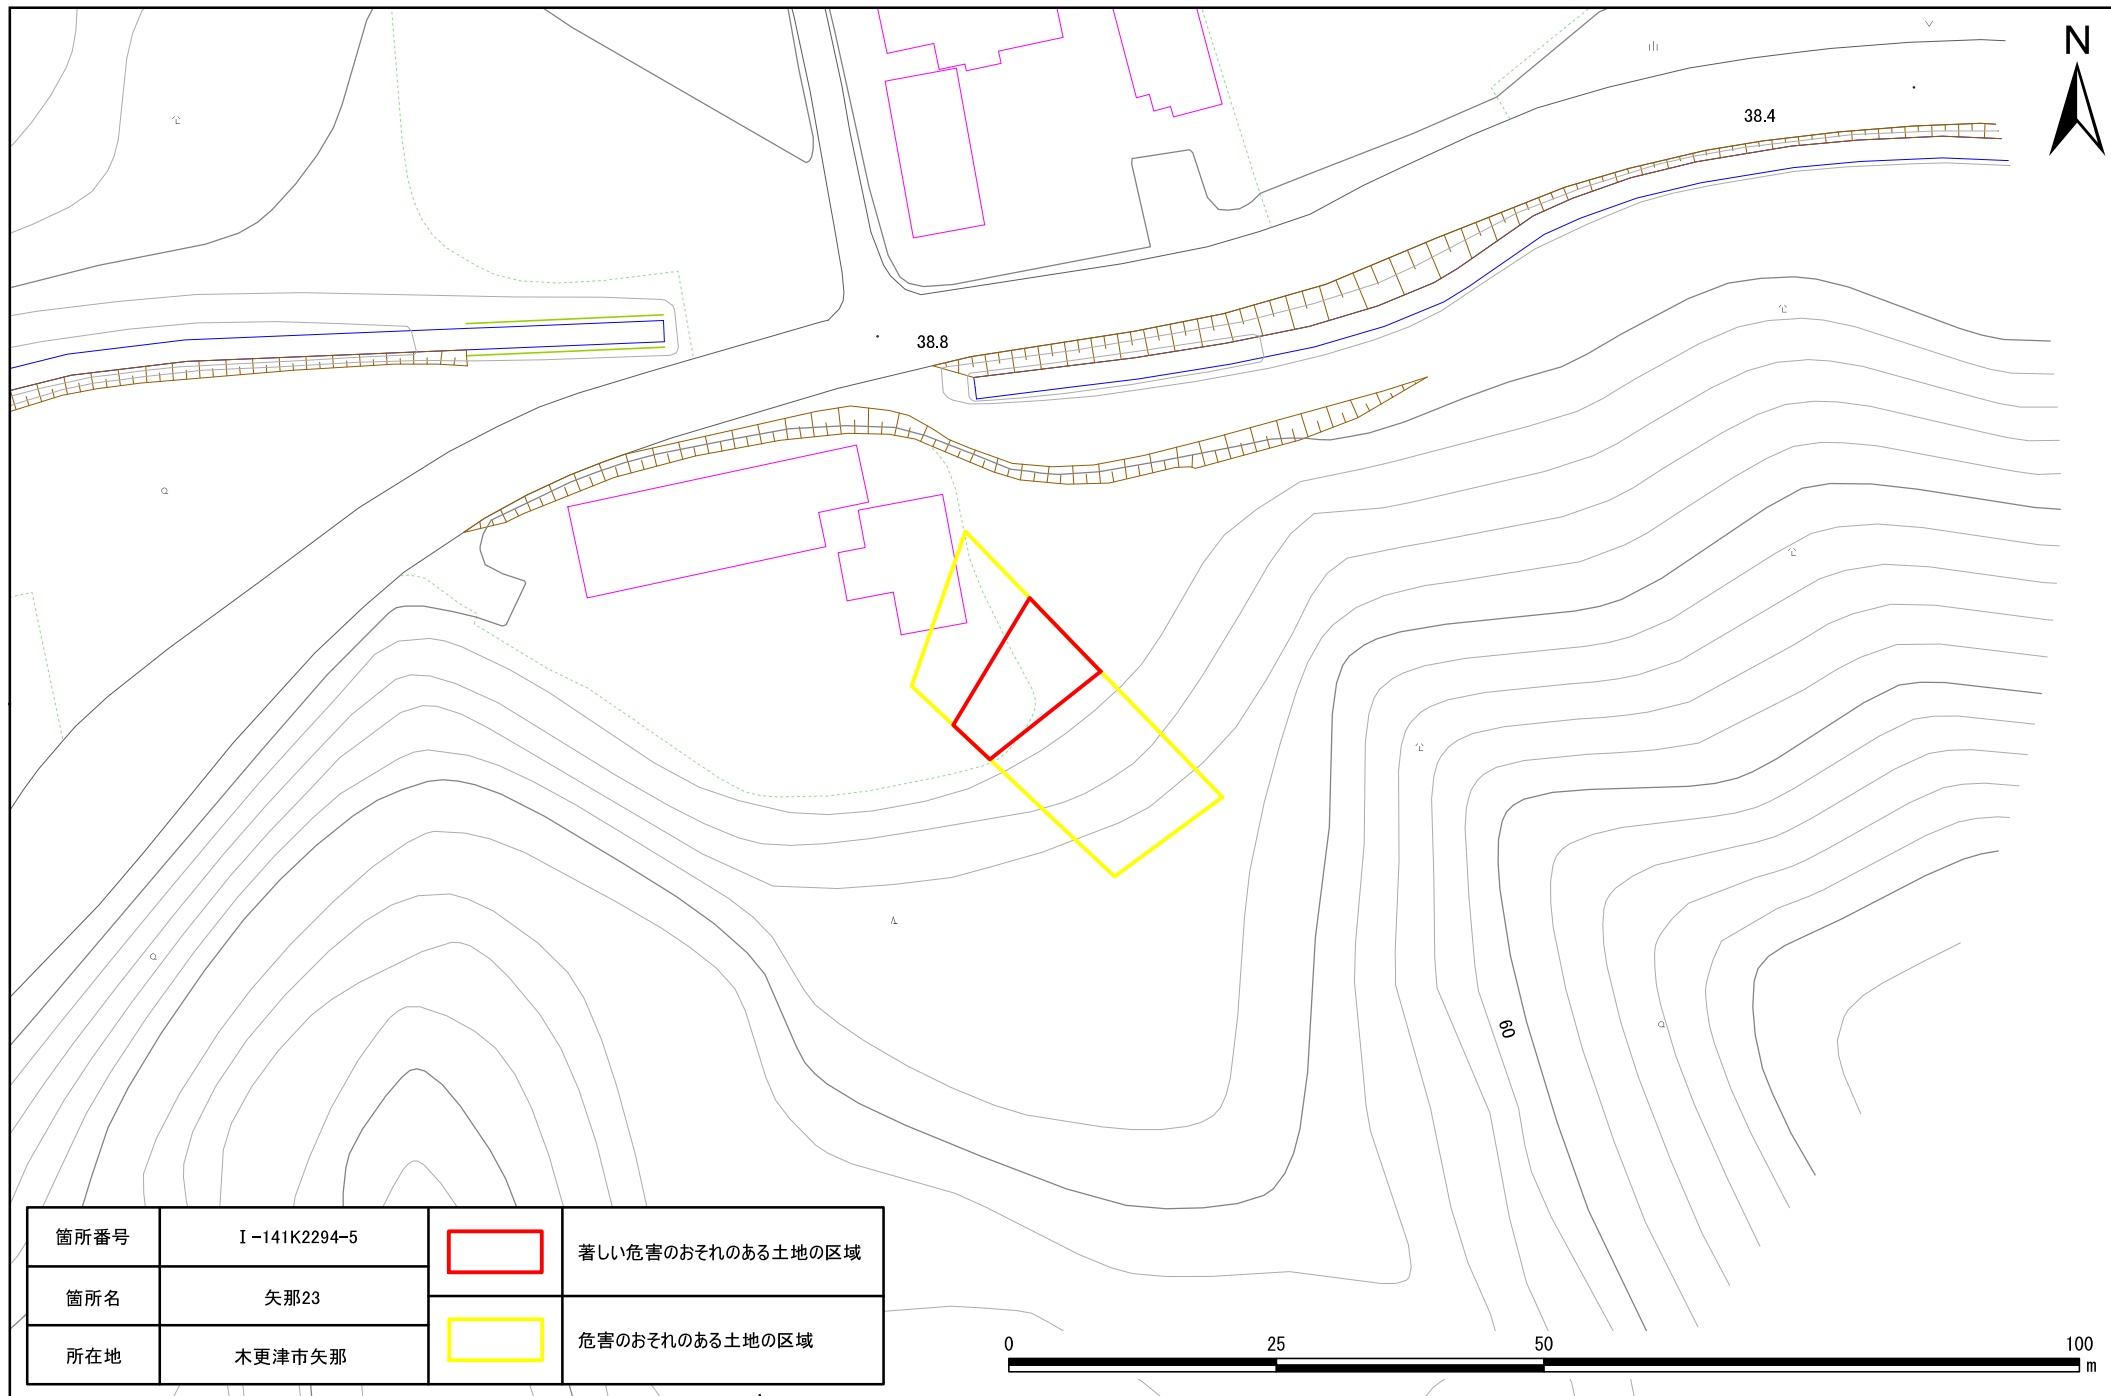 N
38.4
38.8
60
箇所番号 Ⅰ-141K2294-5
著しい危害のおそれのある土地の区域
箇所名 矢那23
危害のおそれのある土地の区域
所在地 木更津市矢那
0 25 50 100
m